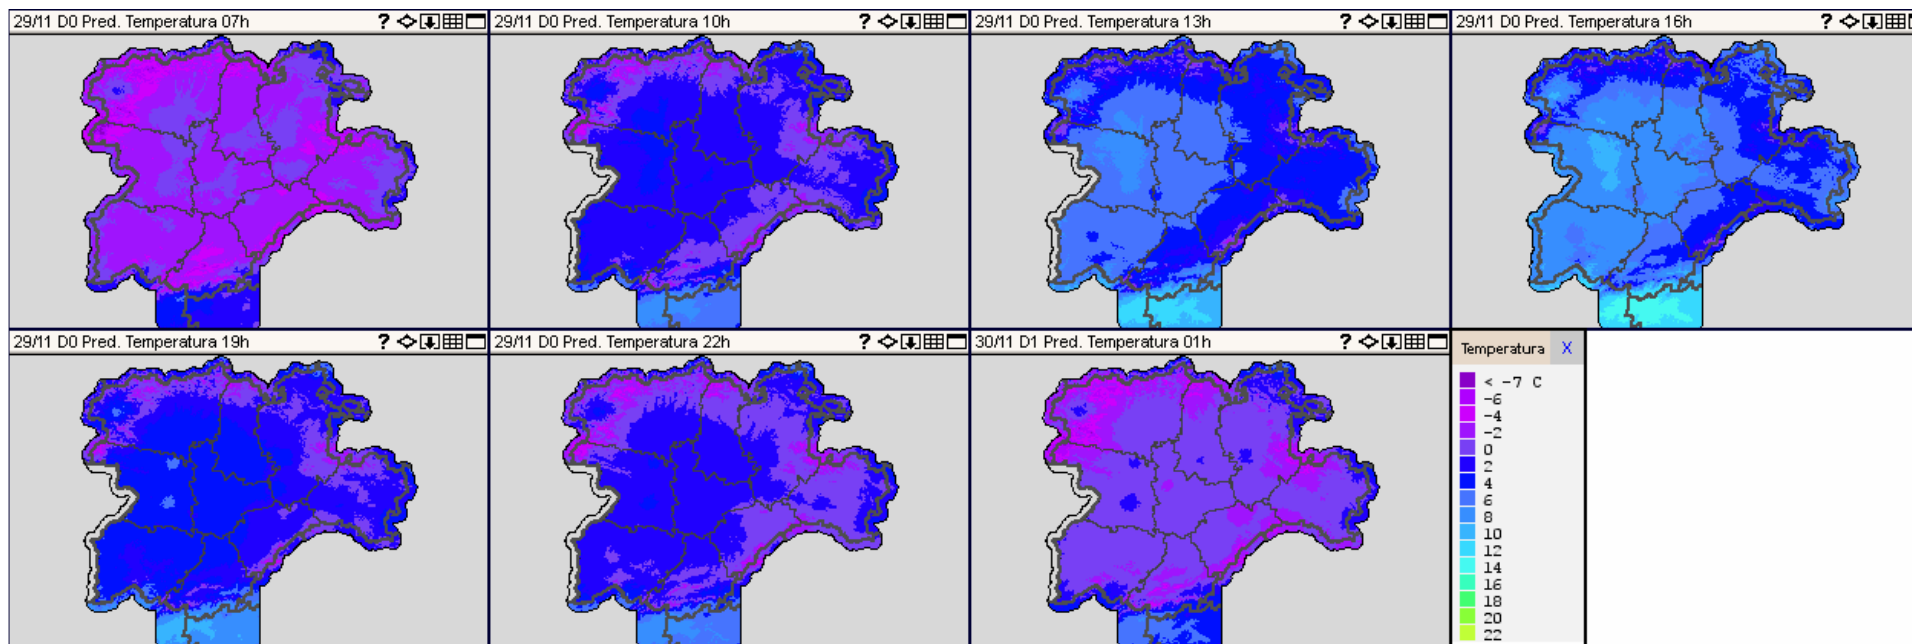 29/11 D0 Pred. Temperatura 07h ?
29/11 D0 Pred. Temperatura 10h ?
29/11 D0 Pred. Temperatura 13h ?
29/11 D0 Pred. Temperatura 16h ?
29/11 D0 Pred. Temperatura 19h ?
29/11 D0 Pred. Temperatura 22h ?
30/11 D1 Pred. Temperatura 01h ?
Temperatura X
< -7 C
-6
-4
-2
0
2
4
6
8
10
12
14
16
18
20
22